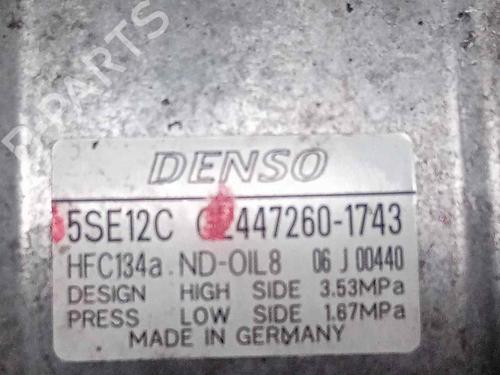 B-PARTS
DENSO
5SE12C 447260-1743
HFC134a ND-OIL8 06 J 00440
DESIGN HIGH SIDE 3.53MPa
PRESS LOW SIDE 1.67MPa
MADE IN GERMANY